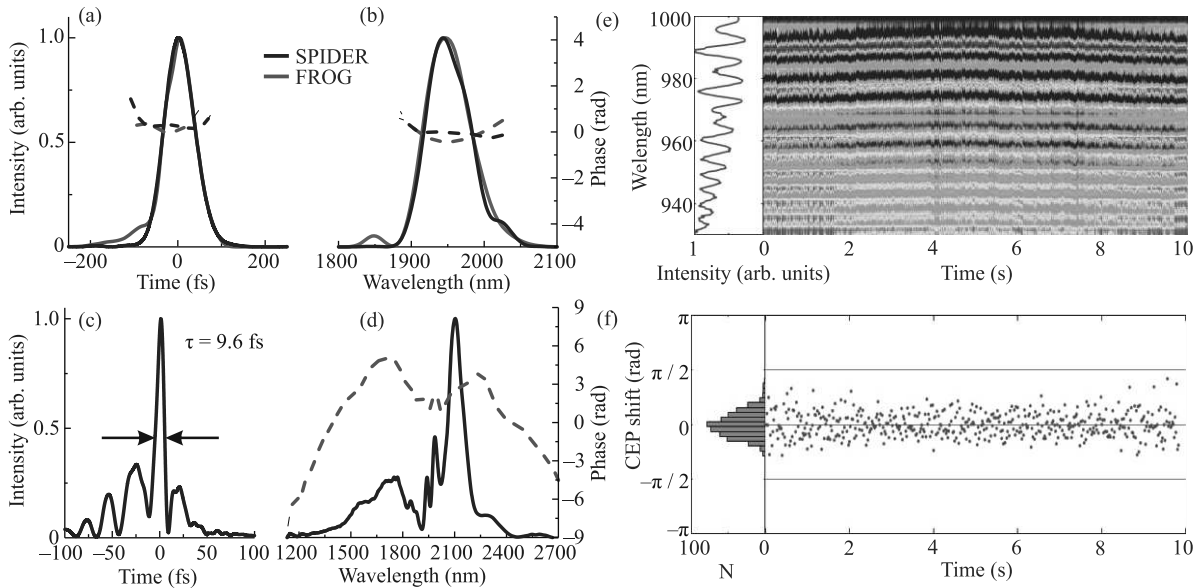 (a)
1.0
0.5
0
Intensity (arb. units)
−200
0
200
Time (fs)
SPIDER
FROG
(b)
4
2
0
−2
−4
Phase (rad)
1800
1900
2000
2100
Wavelength (nm)
(e)
1000
980
960
940
Welength (nm)
1
0
2
4
6
8
10
Intensity (arb. units)
Time (s)
(c)
1.0
0.5
0
Intensity (arb. units)
τ = 9.6 fs
−100
−50
0
50
100
Time (fs)
(d)
9
6
3
0
−3
−6
−9
Phase (rad)
1200
1500
1800
2100
2400
2700
Wavelength (nm)
(f)
π
π / 2
0
−π / 2
−π
CEP shift (rad)
100
0
2
4
6
8
10
N
Time (s)